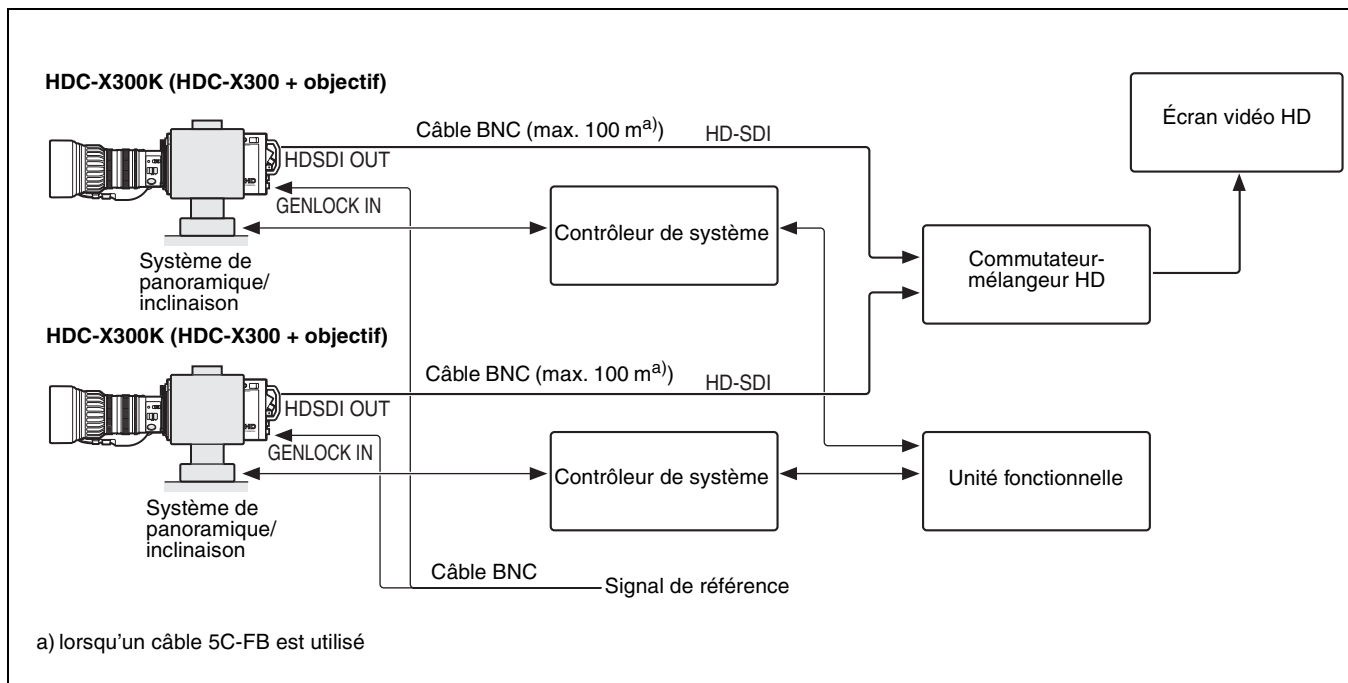 HDC-X300K (HDC-X300 + objectif)
Câble BNC (max. 100 m a))
HD-SDI
Écran vidéo HD
HDSDI OUT
GENLOCK IN
Contrôleur de système
Commutateur-
mélangeur HD
Système de
panoramique/
inclinaison
HDC-X300K (HDC-X300 + objectif)
Câble BNC (max. 100 m a))
HD-SDI
HDSDI OUT
GENLOCK IN
Contrôleur de système
Unité fonctionnelle
Système de
panoramique/
inclinaison
Câble BNC
Signal de référence
a) lorsqu'un câble 5C-FB est utilisé